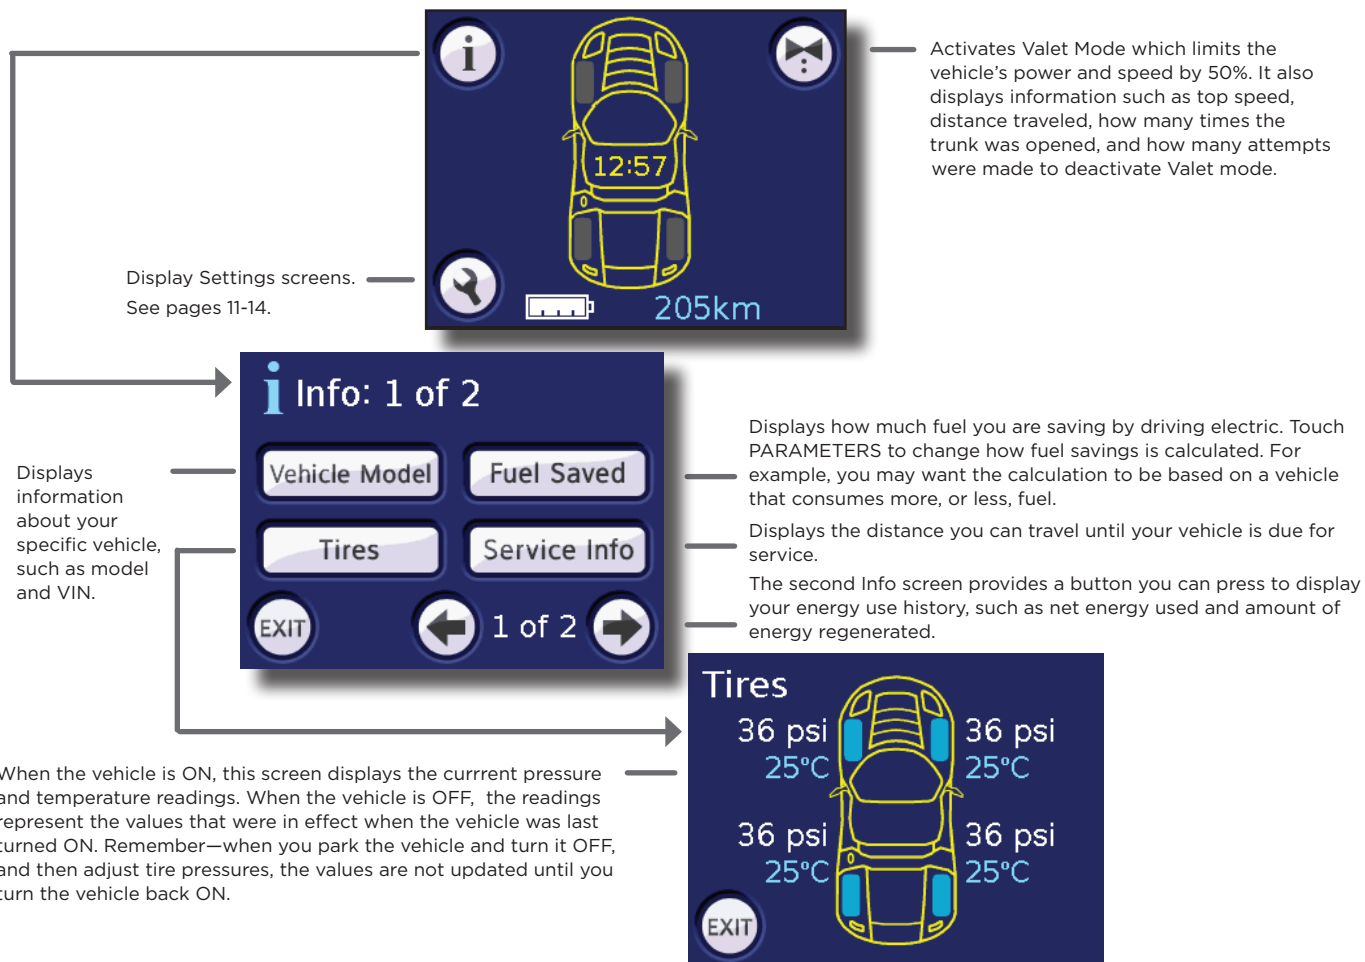 i
Activates Valet Mode which limits the
vehicle’s power and speed by 50%. It also
displays information such as top speed,
distance traveled, how many times the
trunk was opened, and how many attempts
were made to deactivate Valet mode.
12:57
Display Settings screens.
See pages 11-14.
205km
i Info: 1 of 2
Displays
information
about your
specific vehicle,
such as model
and VIN.
Vehicle Model
Fuel Saved
Tires
Service Info
EXIT
1 of 2
Displays how much fuel you are saving by driving electric. Touch
PARAMETERS to change how fuel savings is calculated. For
example, you may want the calculation to be based on a vehicle
that consumes more, or less, fuel.
Displays the distance you can travel until your vehicle is due for
service.
The second Info screen provides a button you can press to display
your energy use history, such as net energy used and amount of
energy regenerated.
When the vehicle is ON, this screen displays the currrent pressure
and temperature readings. When the vehicle is OFF, the readings
represent the values that were in effect when the vehicle was last
turned ON. Remember—when you park the vehicle and turn it OFF,
and then adjust tire pressures, the values are not updated until you
turn the vehicle back ON.
Tires
36 psi
36 psi
25°C
25°C
36 psi
36 psi
25°C
25°C
EXIT